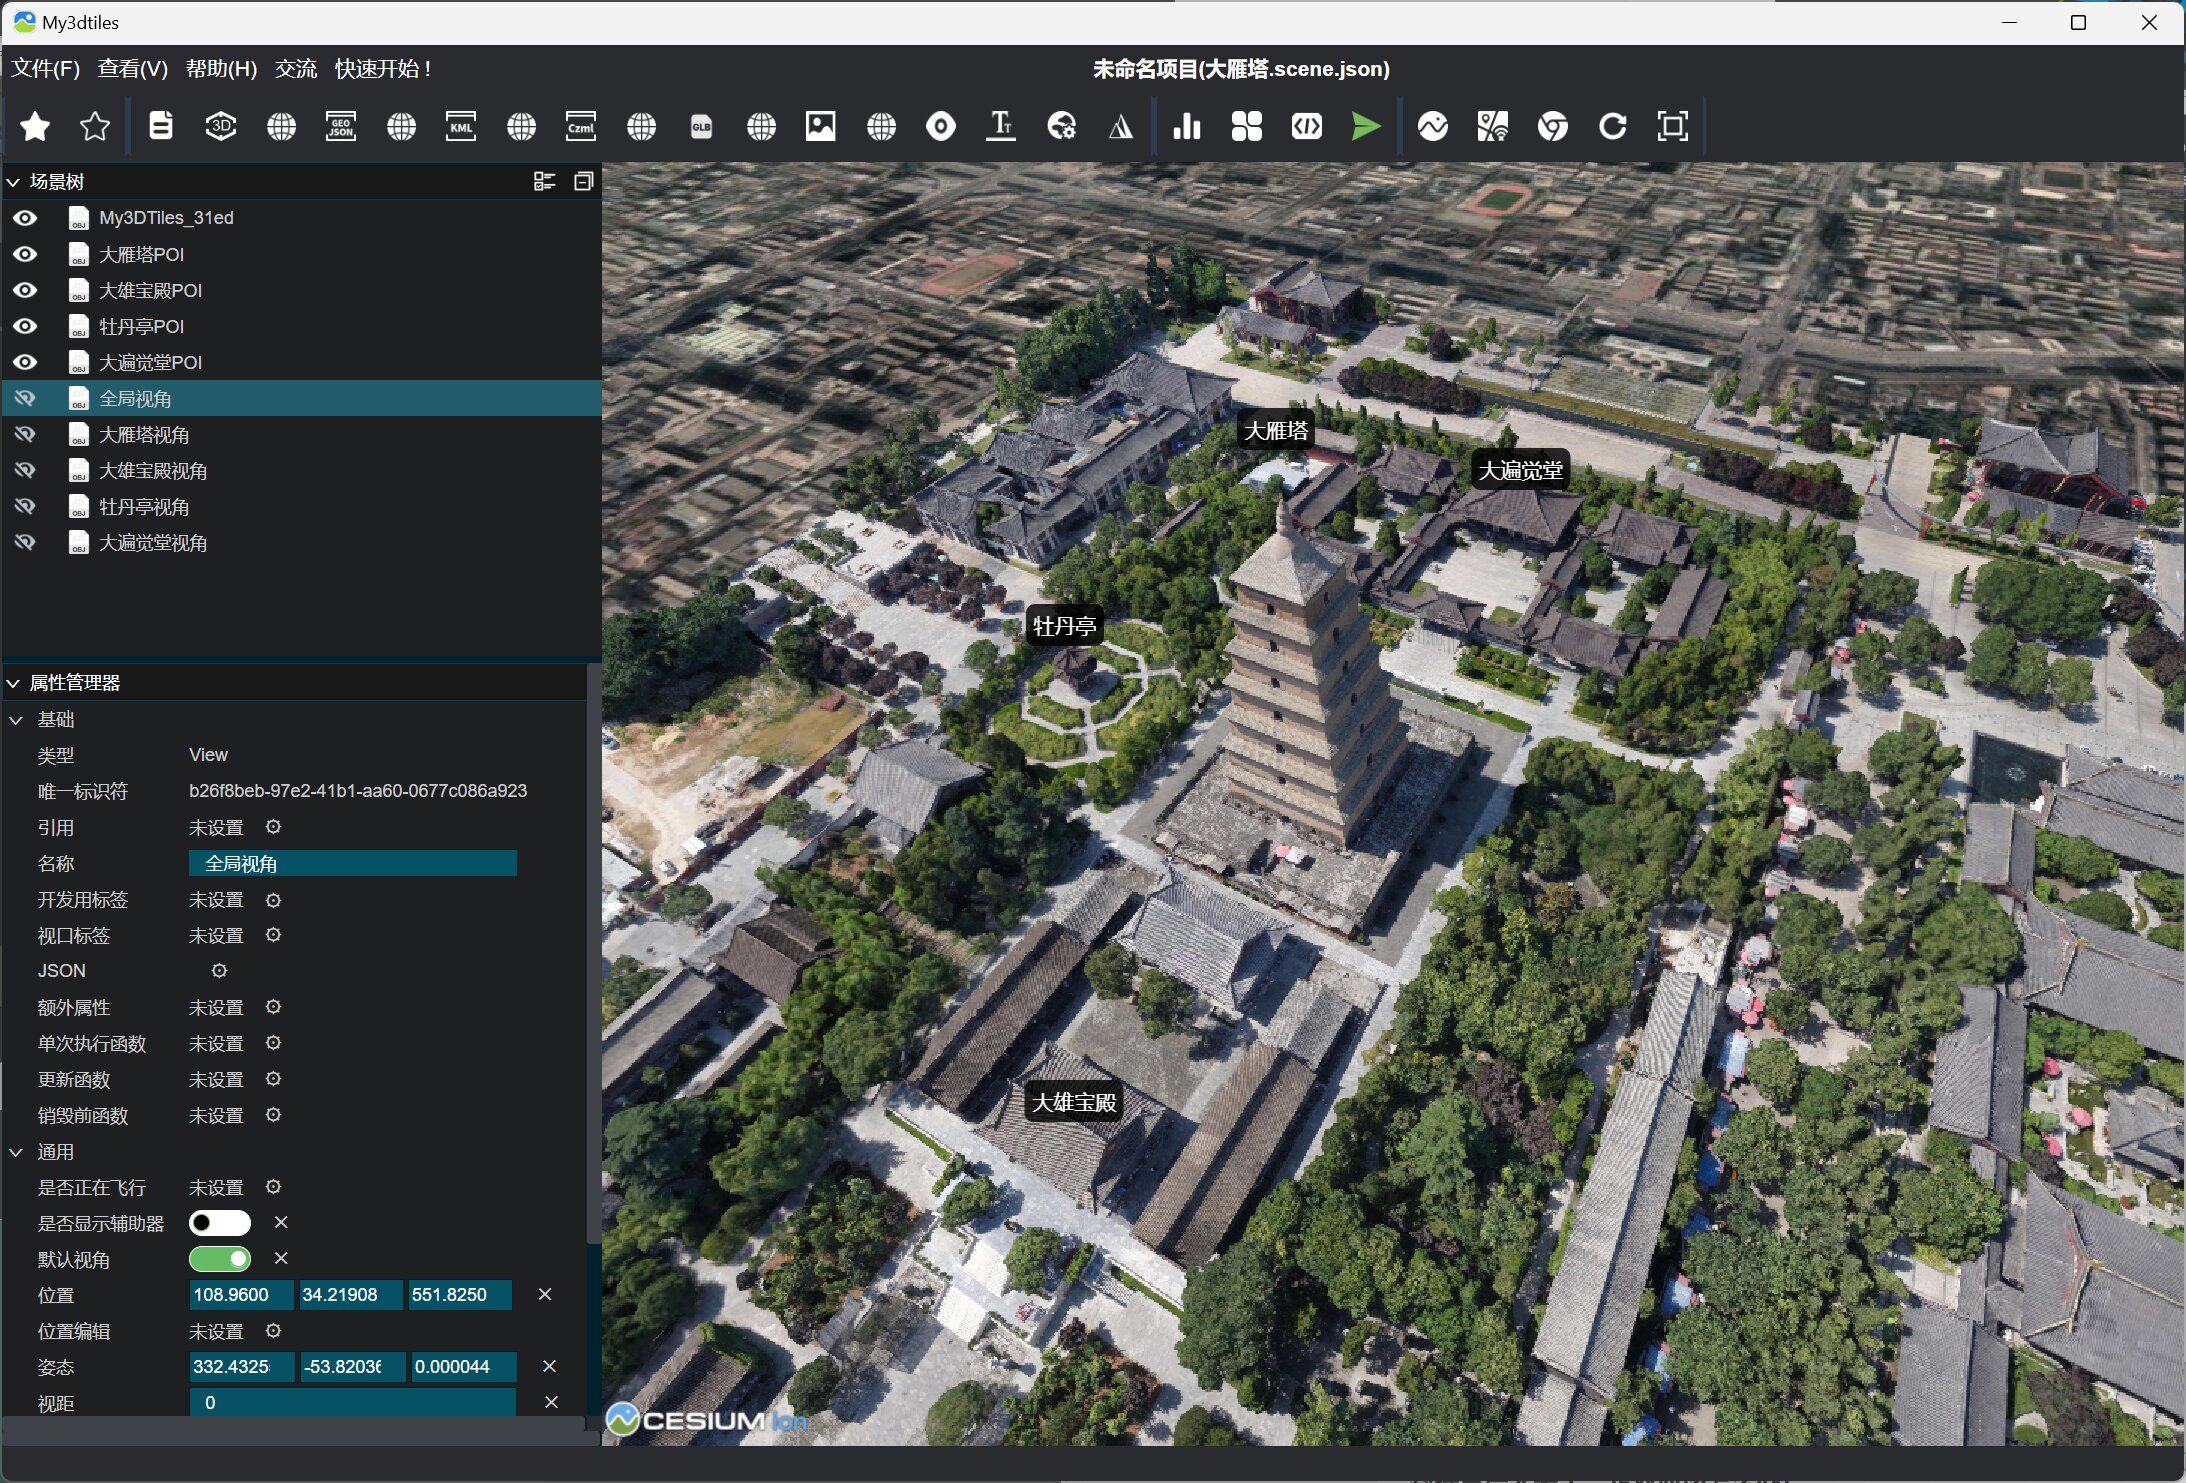 My3dtiles
文件(F) 查看(V) 帮助(H) 交流 快速开始！
未命名项目(大雁塔.scene.json)
3D
GEO
JSON
KML
Czml
GLB
场景树
My3DTiles_31ed
大雁塔POI
大雄宝殿POI
牡丹亭POI
大遍觉堂POI
全局视角
大雁塔视角
大雄宝殿视角
牡丹亭视角
大遍觉堂视角
属性管理器
基础
类型 View
唯一标识符 b26f8beb-97e2-41b1-aa60-0677c086a923
引用 未设置
名称 全局视角
开发用标签 未设置
视口标签 未设置
JSON
额外属性 未设置
单次执行函数 未设置
更新函数 未设置
销毁前函数 未设置
通用
是否正在飞行 未设置
是否显示辅助器
默认视角
位置 108.9600 34.21908 551.8250
位置编辑 未设置
姿态 332.4325 -53.82036 0.000044
视距 0
大雁塔
大遍觉堂
牡丹亭
大雄宝殿
CESIUM ion